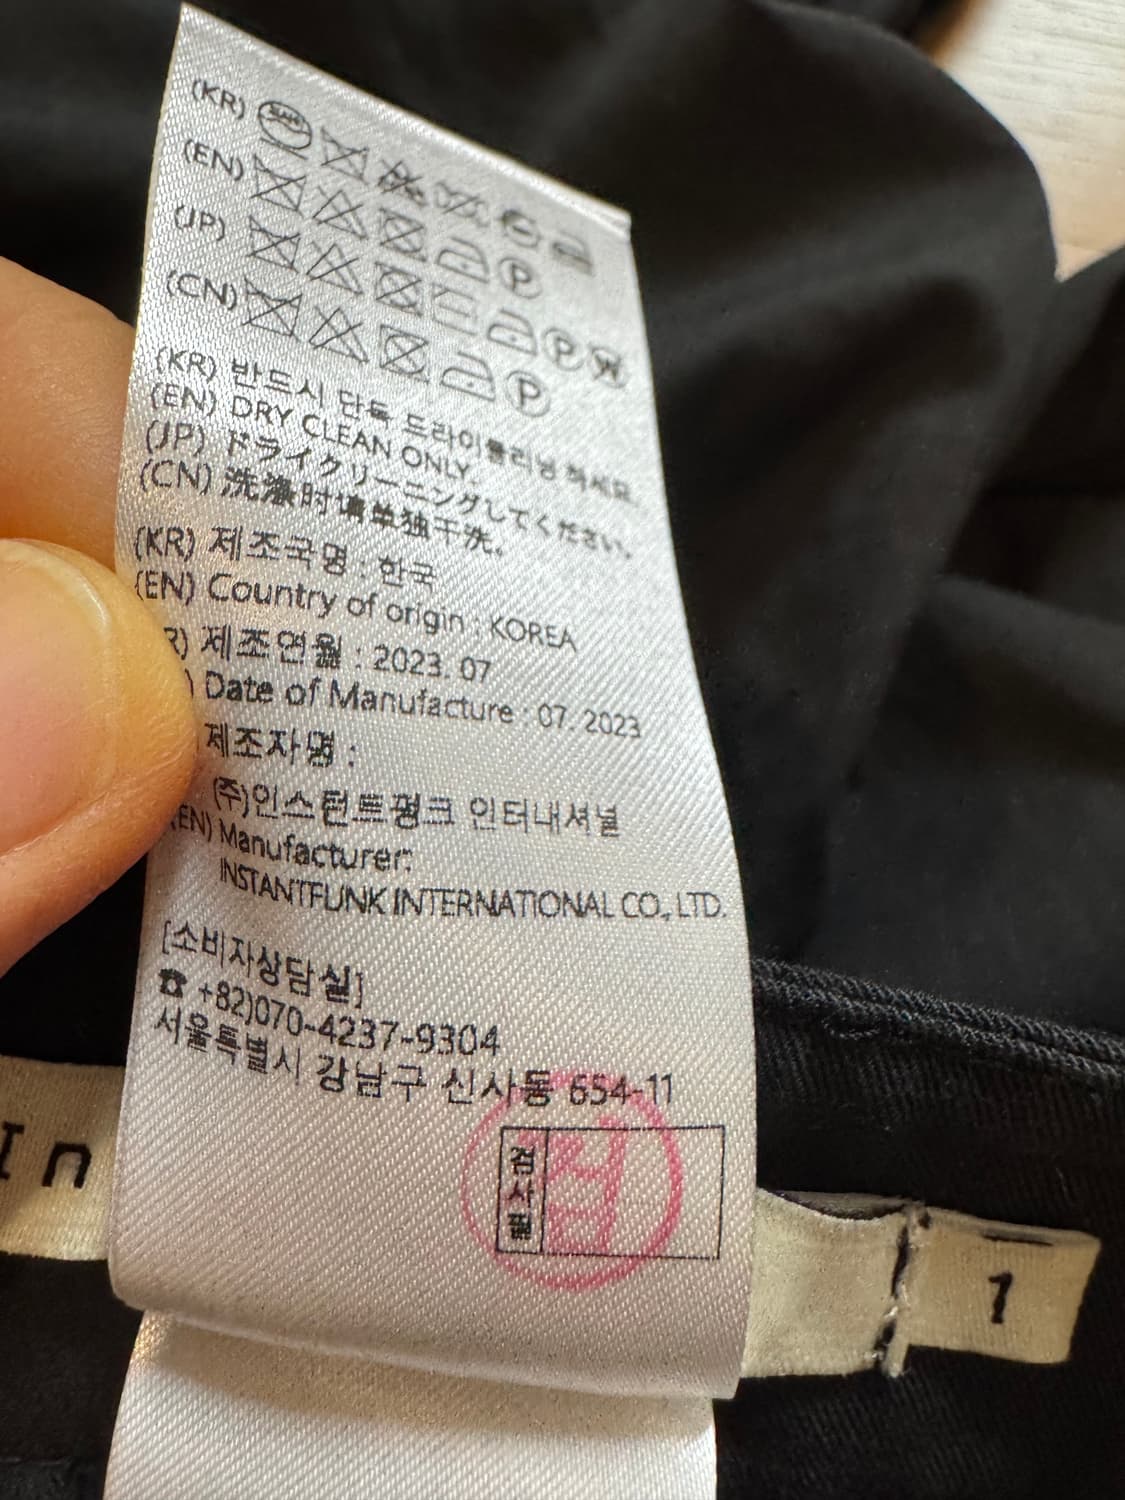 (KR)
(EN)
P
(JP)
P W
(CN)
P
(KR) 반드시 단독 드라이클리닝 하세요.
(EN) DRY CLEAN ONLY.
(JP) ドライクリーニングしてください。
(CN) 洗涤时请单独干洗。
(KR) 제조국명 : 한국
(EN) Country of origin : KOREA
R) 제조연월 : 2023. 07
) Date of Manufacture : 07. 2023
제조자명 :
(주)인스턴트펑크 인터내셔널
(EN) Manufacturer:
INSTANTFUNK INTERNATIONAL CO., LTD.
[소비자상담실]
☎ +82)070-4237-9304
서울특별시 강남구 신사동 654-11
검사필
검
In
1